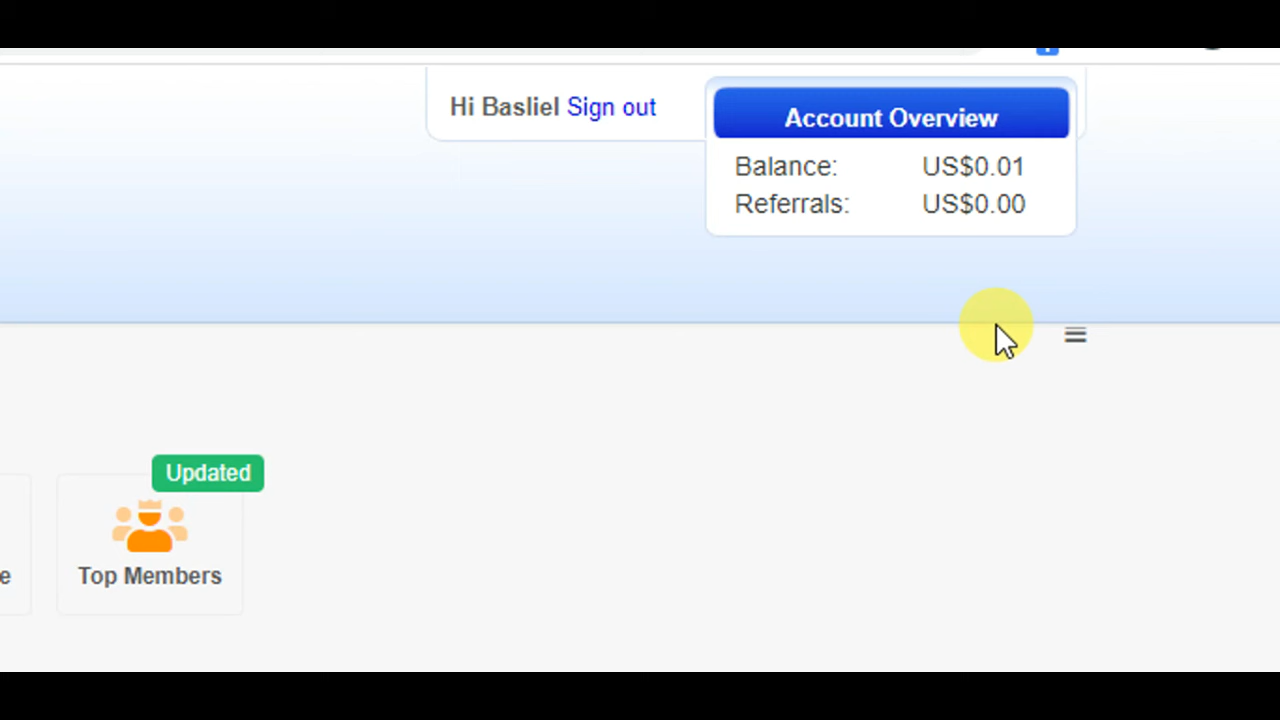 Hi Basliel Sign out
Account Overview
Balance: US$0.01
Referrals: US$0.00
Updated
e
Top Members